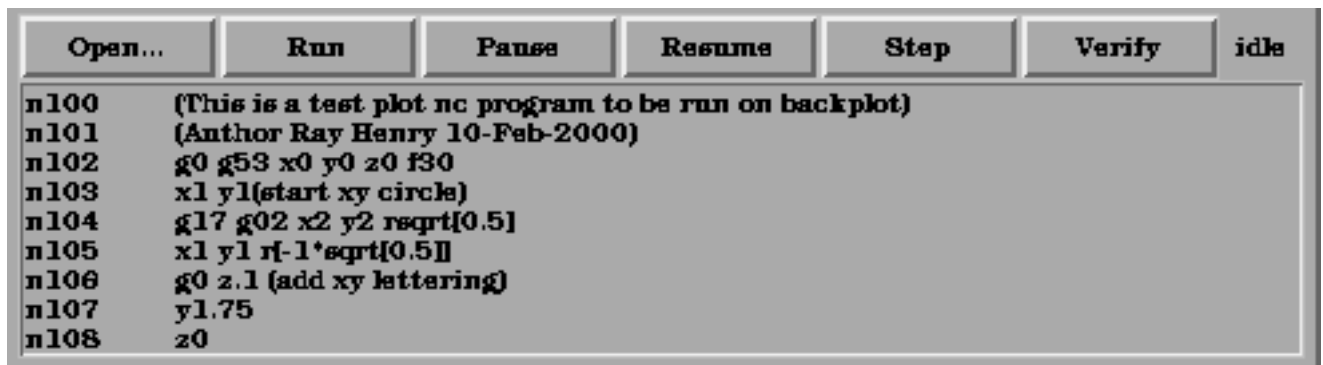 Open... Run Pause Resume Step Verify idle
n100 (This is a test plot nc program to be run on backplot)
n101 (Author Ray Henry 10-Feb-2000)
n102 g0 g53 x0 y0 z0 f30
n103 x1 y1(start xy circle)
n104 g17 g02 x2 y2 rsqrt[0.5]
n105 x1 y1 r[-1*sqrt[0.5]]
n106 g0 z.1 (add xy lettering)
n107 y1.75
n108 z0